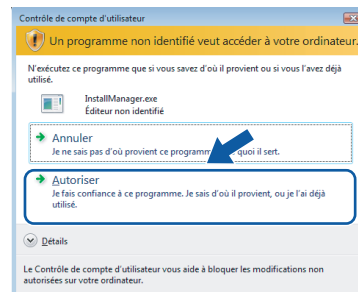 Contrôle de compte d'utilisateur
Un programme non identifié veut accéder à votre ordinateur.
N'exécutez ce programme que si vous savez d'où il provient ou si vous l'avez déjà
utilisé.
InstallManager.exe
Éditeur non identifié
Annuler
Je ne sais pas d'où provient ce programme quoi il sert.
Autoriser
Je fais confiance à ce programme. Je sais d'où il provient, ou je l'ai déjà
utilisé.
Détails
Le Contrôle de compte d'utilisateur vous aide à bloquer les modifications non
autorisées sur votre ordinateur.